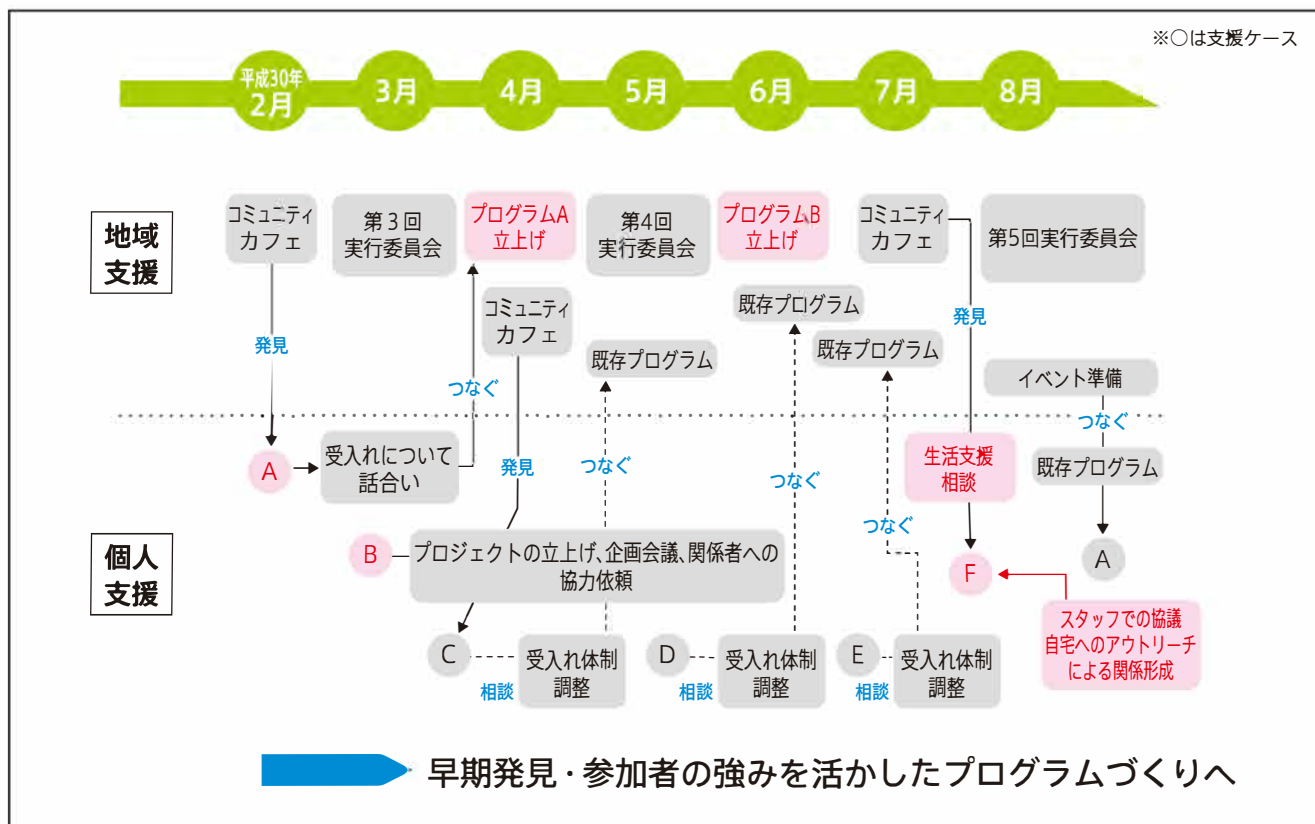 ※○は支援ケース
平成30年
2月
3月
4月
5月
6月
7月
8月
地域
支援
コミュニティ
カフェ
第3回
実行委員会
プログラムA
立上げ
第4回
実行委員会
プログラムB
立上げ
コミュニティ
カフェ
第5回実行委員会
コミュニティ
カフェ
既存プログラム
既存プログラム
既存プログラム
イベント準備
発見
つなぐ
発見
つなぐ
A
受入れについて
話合い
発見
つなぐ
つなぐ
つなぐ
生活支援
相談
既存プログラム
個人
支援
B
プロジェクトの立上げ、企画会議、関係者への
協力依頼
F
A
C
相談
受入れ体制
調整
D
相談
受入れ体制
調整
E
相談
受入れ体制
調整
スタッフでの協議
自宅へのアウトリーチ
による関係形成
早期発見・参加者の強みを活かしたプログラムづくりへ